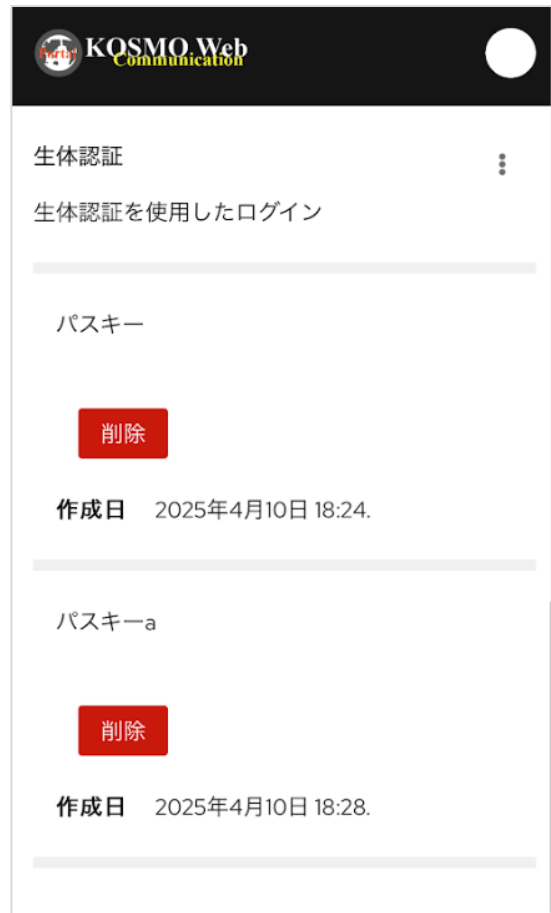 Portal KOSMO Web
Communication
生体認証
生体認証を使用したログイン
パスキー
削除
作成日 2025年4月10日 18:24.
パスキーa
削除
作成日 2025年4月10日 18:28.